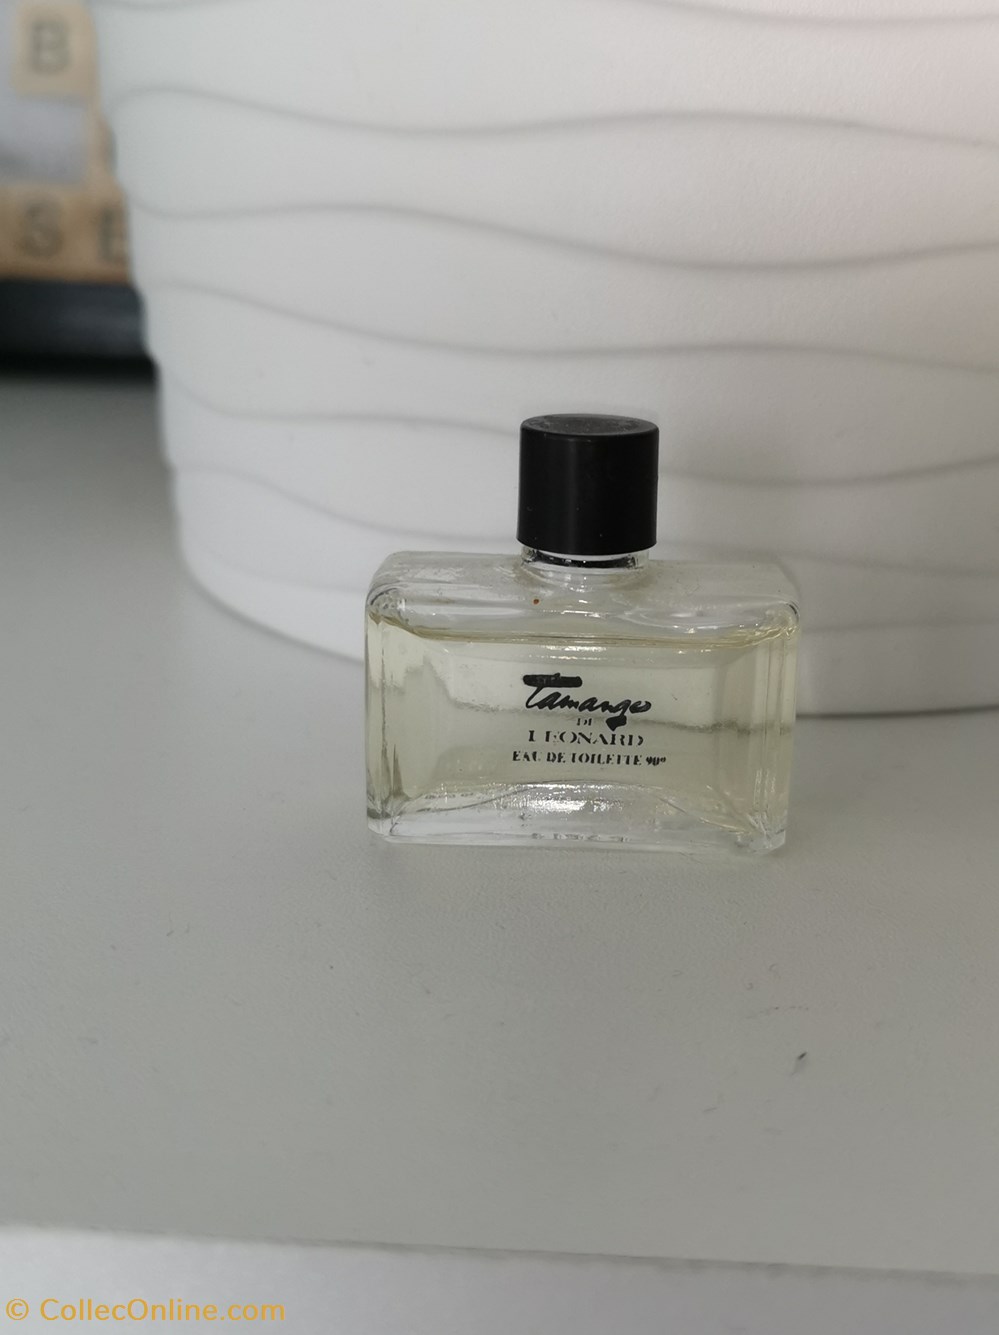 B
S E
Tamango
DE
LEONARD
EAU DE TOILETTE 90°
© CollecOnline.com